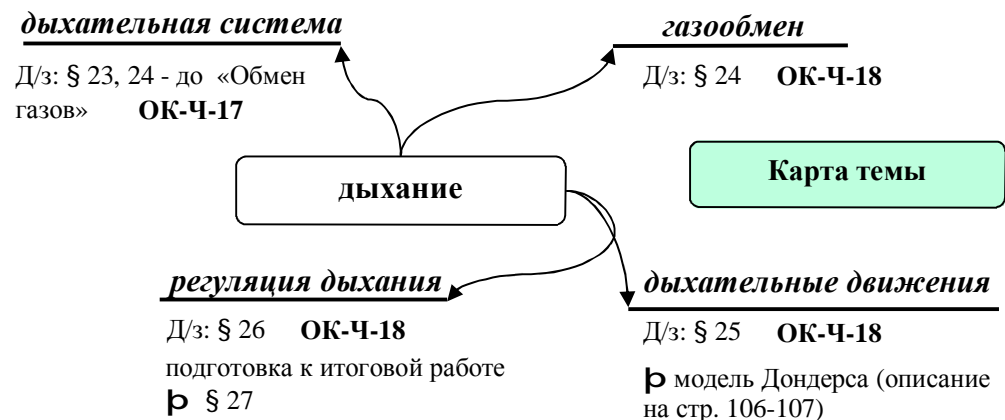 дыхательная система
Д/з: § 23, 24 - до «Обмен
газов» ОК-Ч-17
газообмен
Д/з: § 24 ОК-Ч-18
дыхание
Карта темы
регуляция дыхания
Д/з: § 26 ОК-Ч-18
подготовка к итоговой работе
þ § 27
дыхательные движения
Д/з: § 25 ОК-Ч-18
þ модель Дондерса (описание
на стр. 106-107)